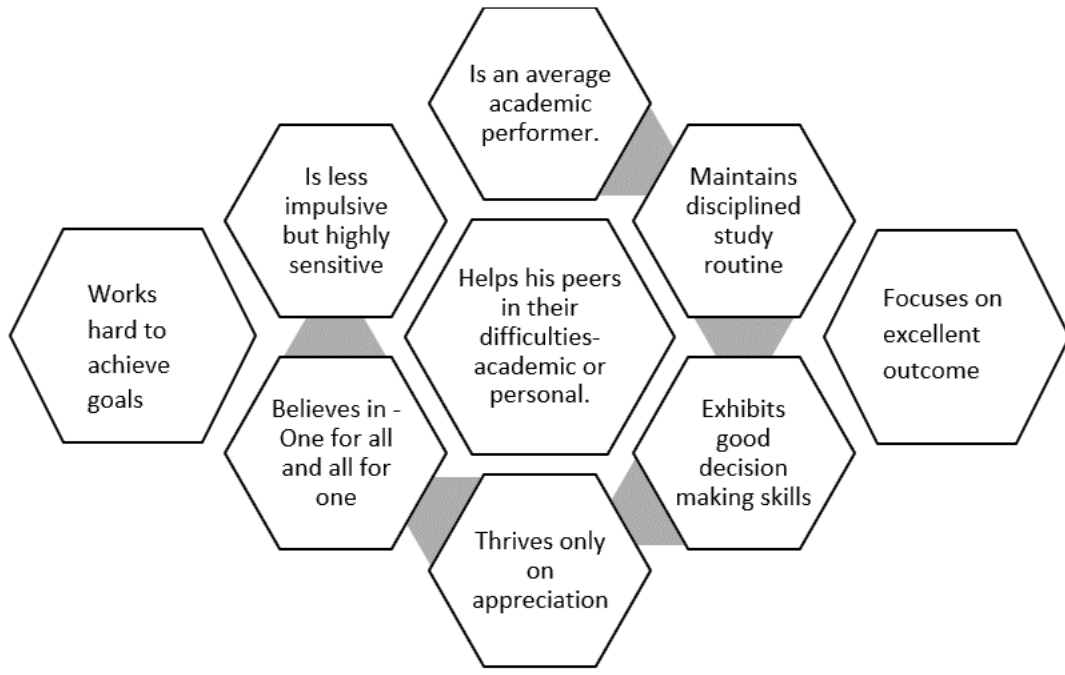 Is an average
academic
performer.
Is less
impulsive
but highly
sensitive
Maintains
disciplined
study
routine
Works
hard to
achieve
goals
Helps his peers
in their
difficulties-
academic or
personal.
Focuses on
excellent
outcome
Believes in -
One for all
and all for
one
Exhibits
good
decision
making skills
Thrives only
on
appreciation